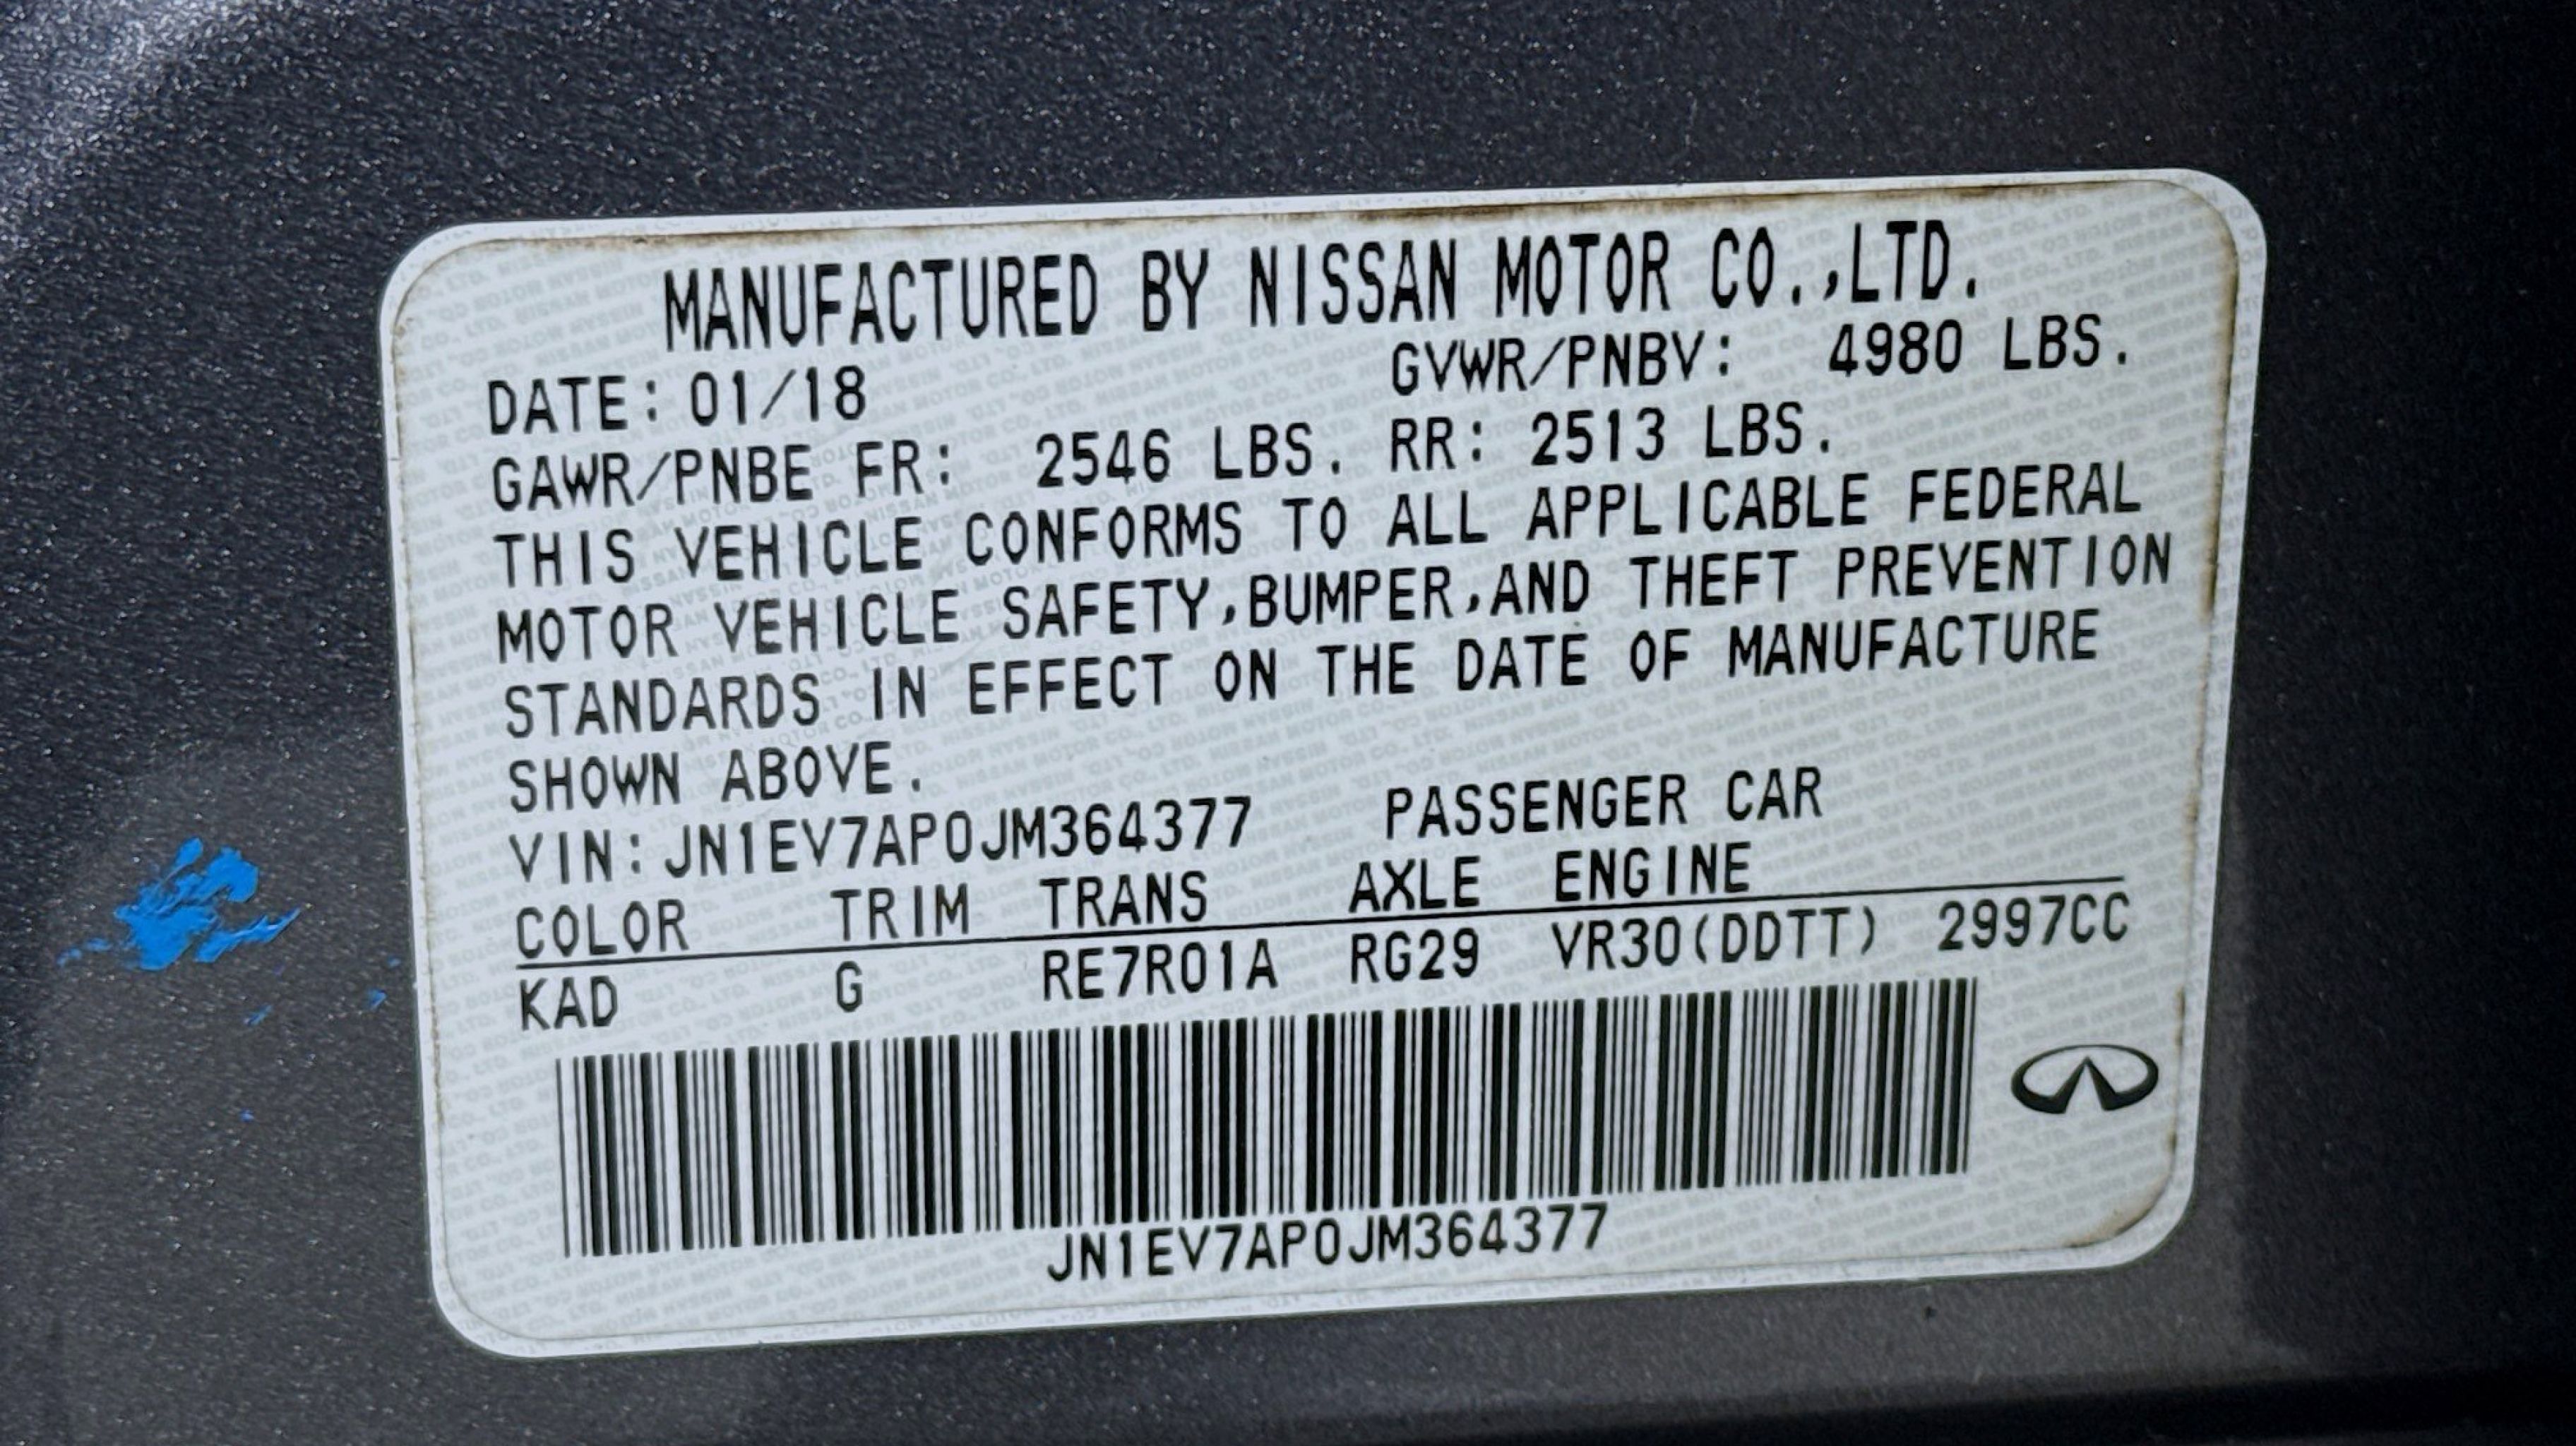 MANUFACTURED BY NISSAN MOTOR CO.,LTD.
DATE: 01/18 GVWR/PNBV: 4980 LBS.
GAWR/PNBE FR: 2546 LBS. RR: 2513 LBS.
THIS VEHICLE CONFORMS TO ALL APPLICABLE FEDERAL
MOTOR VEHICLE SAFETY,BUMPER,AND THEFT PREVENTION
STANDARDS IN EFFECT ON THE DATE OF MANUFACTURE
SHOWN ABOVE.
VIN:JN1EV7AP0JM364377 PASSENGER CAR
COLOR TRIM TRANS AXLE ENGINE
KAD G RE7R01A RG29 VR30(DDTT) 2997CC
JN1EV7AP0JM364377